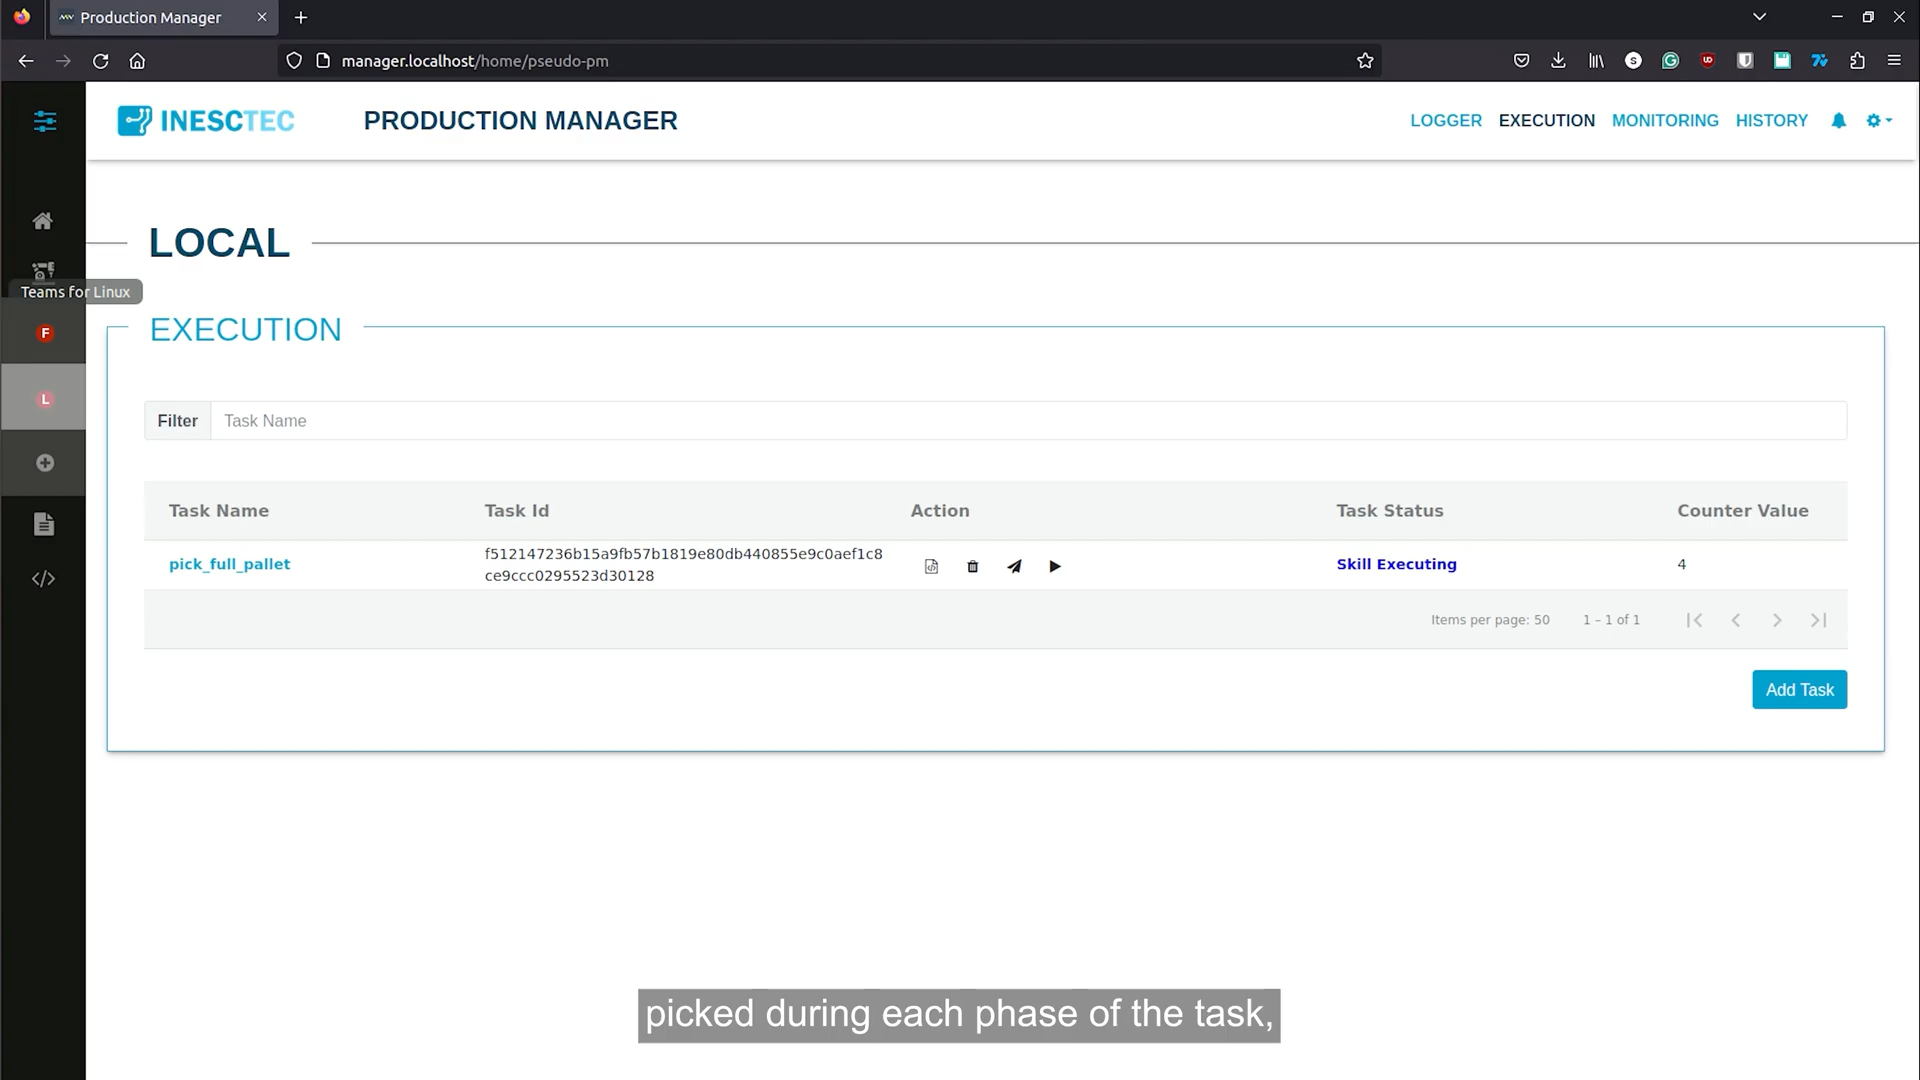 Production Manager
manager.localhost/home/pseudo-pm
INESCTEC
PRODUCTION MANAGER
LOGGER
EXECUTION
MONITORING
HISTORY
LOCAL
Teams for Linux
F
EXECUTION
L
Filter
Task Name
Task Name
Task Id
Action
Task Status
Counter Value
pick_full_pallet
f512147236b15a9fb57b1819e80db440855e9c0aef1c8
ce9ccc0295523d30128
Skill Executing
4
Items per page: 50
1 – 1 of 1
Add Task
picked during each phase of the task,